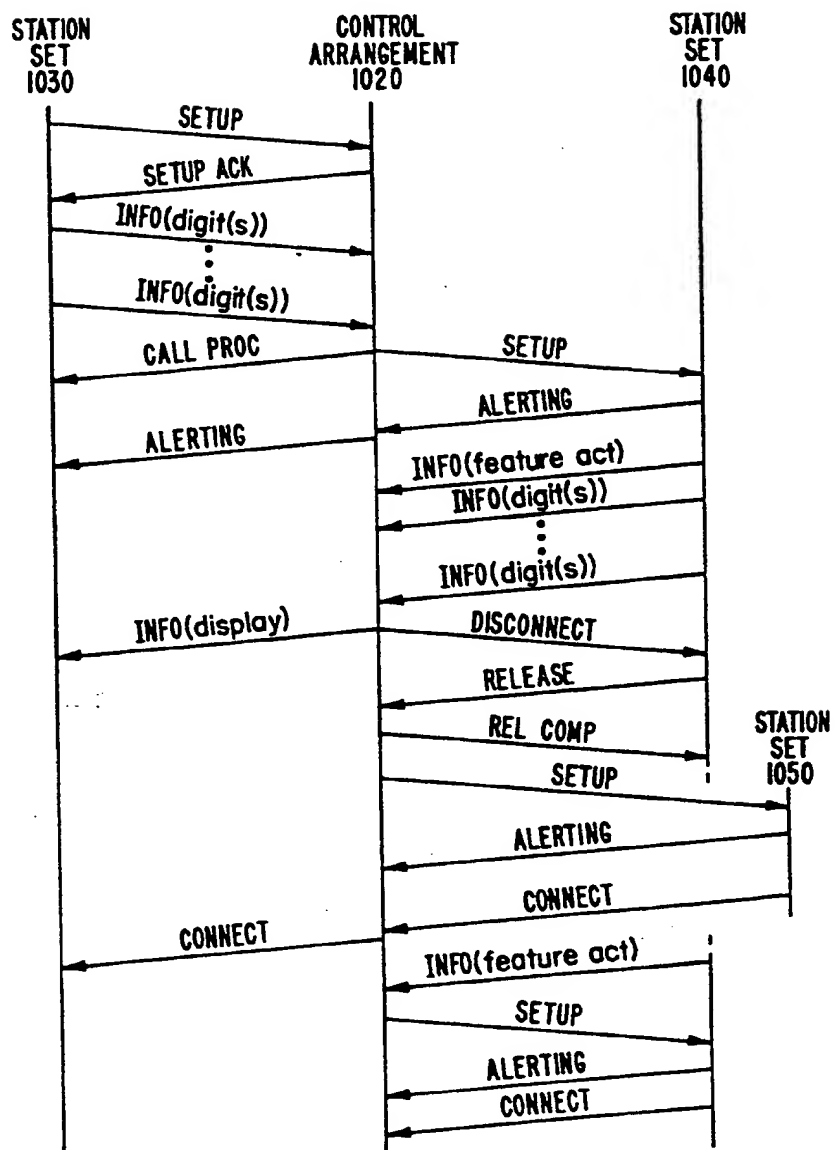 STATION
SET
1030
CONTROL
ARRANGEMENT
1020
STATION
SET
1040
SETUP
SETUP ACK
INFO(digit(s))
INFO(digit(s))
CALL PROC
SETUP
ALERTING
ALERTING
INFO(feature act)
INFO(digit(s))
INFO(digit(s))
INFO(display)
DISCONNECT
RELEASE
REL COMP
STATION
SET
1050
SETUP
ALERTING
CONNECT
CONNECT
INFO(feature act)
SETUP
ALERTING
CONNECT